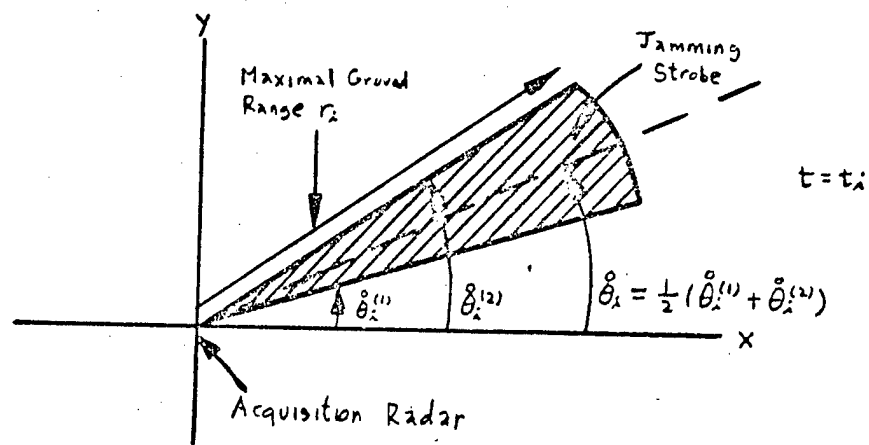 Y
Jamming
Strobe
Maximal Ground
Range rᵢ
t = tᵢ
θ̊ᵢ⁽¹⁾
θ̊ᵢ⁽²⁾
θ̊ᵢ = ½ (θ̊ᵢ⁽¹⁾ + θ̊ᵢ⁽²⁾)
X
Acquisition Radar